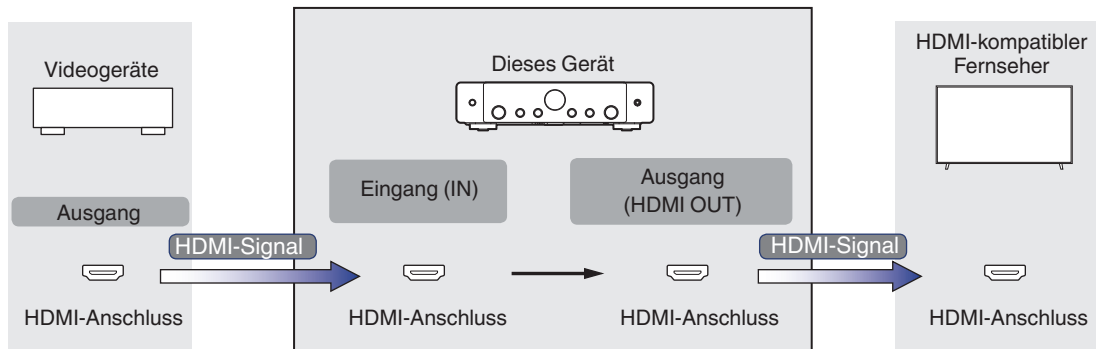 Videogeräte
Ausgang
HDMI-Signal
HDMI-Anschluss
Dieses Gerät
Eingang (IN)
HDMI-Anschluss
Ausgang
(HDMI OUT)
HDMI-Anschluss
HDMI-Signal
HDMI-kompatibler
Fernseher
HDMI-Anschluss